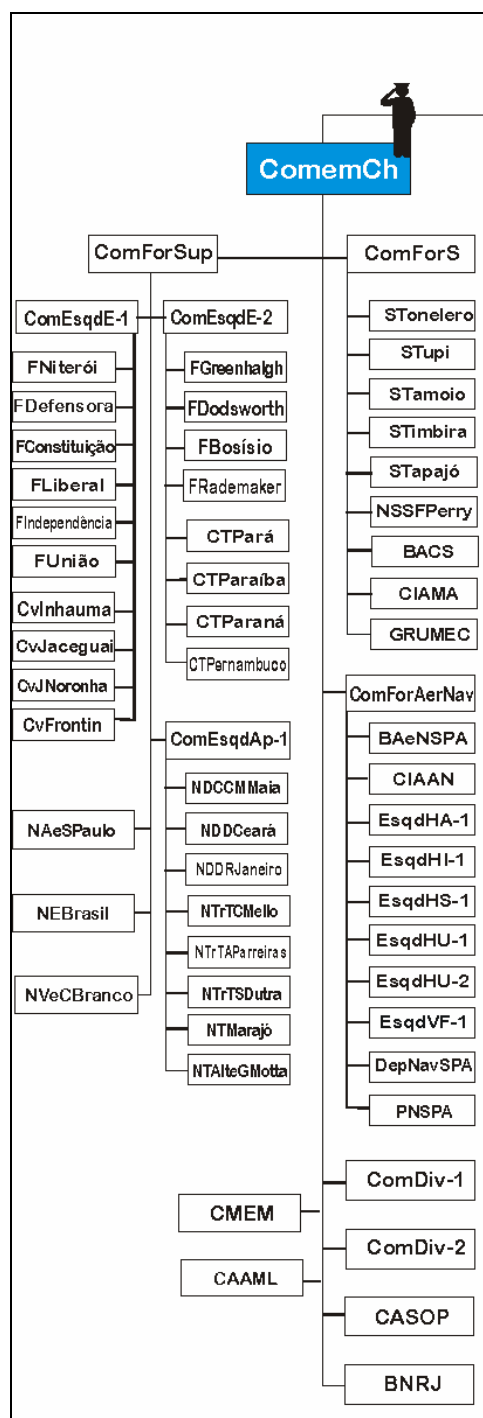 ComemCh
ComForSup
ComForS
ComEsqdE-1
ComEsqdE-2
FNiterói
FDefensora
FConstituição
FLiberal
FIndependência
FUnião
CvInhauma
CvJaceguai
CvJNoronha
CvFrontin
FGreenhalgh
FDodsworth
FBosísio
FRademaker
CTPará
CTParaíba
CTParaná
CTPernambuco
STonelero
STupi
STamoio
STimbira
STapajó
NSSFPerry
BACS
CIAMA
GRUMEC
NAeSPaulo
NEBrasil
NVeCBranco
ComEsqdAp-1
NDCCMMaia
NDDCeará
NDDRJaneiro
NTrTCMello
NTrTAParreiras
NTrTSDutra
NTMarajó
NTAlteGMotta
ComForAerNav
BAeNSPA
CIAAN
EsqdHA-1
EsqdHI-1
EsqdHS-1
EsqdHU-1
EsqdHU-2
EsqdVF-1
DepNavSPA
PNSPA
CMEM
CAAML
ComDiv-1
ComDiv-2
CASOP
BNRJ